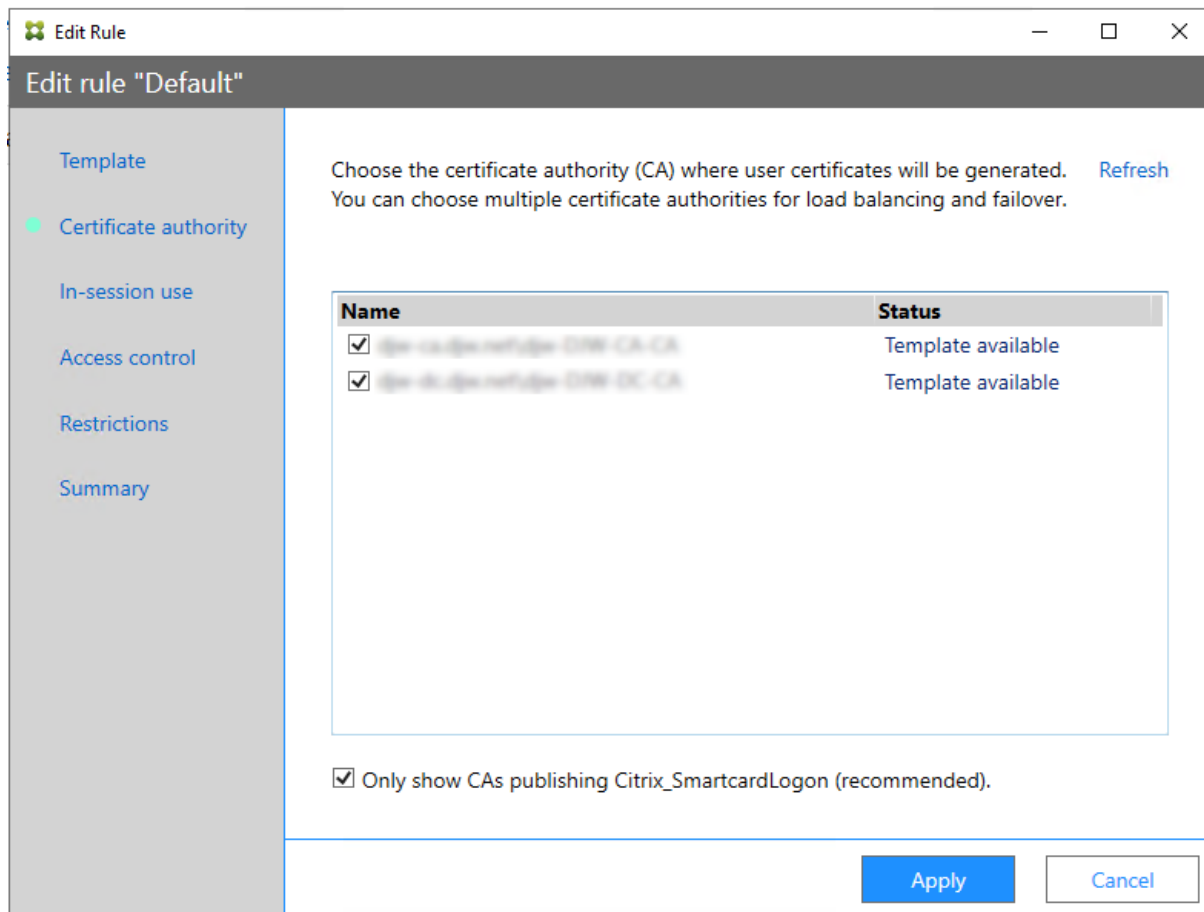 Edit Rule
Edit rule "Default"
Template
Certificate authority
In-session use
Access control
Restrictions
Summary
Choose the certificate authority (CA) where user certificates will be generated.
Refresh
You can choose multiple certificate authorities for load balancing and failover.
Name Status
Template available
Template available
Only show CAs publishing Citrix_SmartcardLogon (recommended).
Apply Cancel